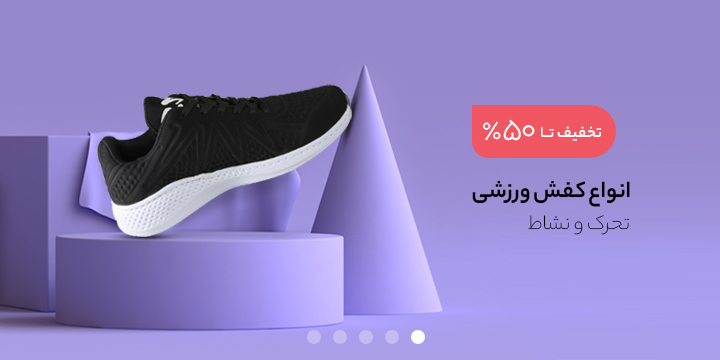 تخفیف تا ۵۰%
انواع کفش ورزشی
تحرک و نشاط